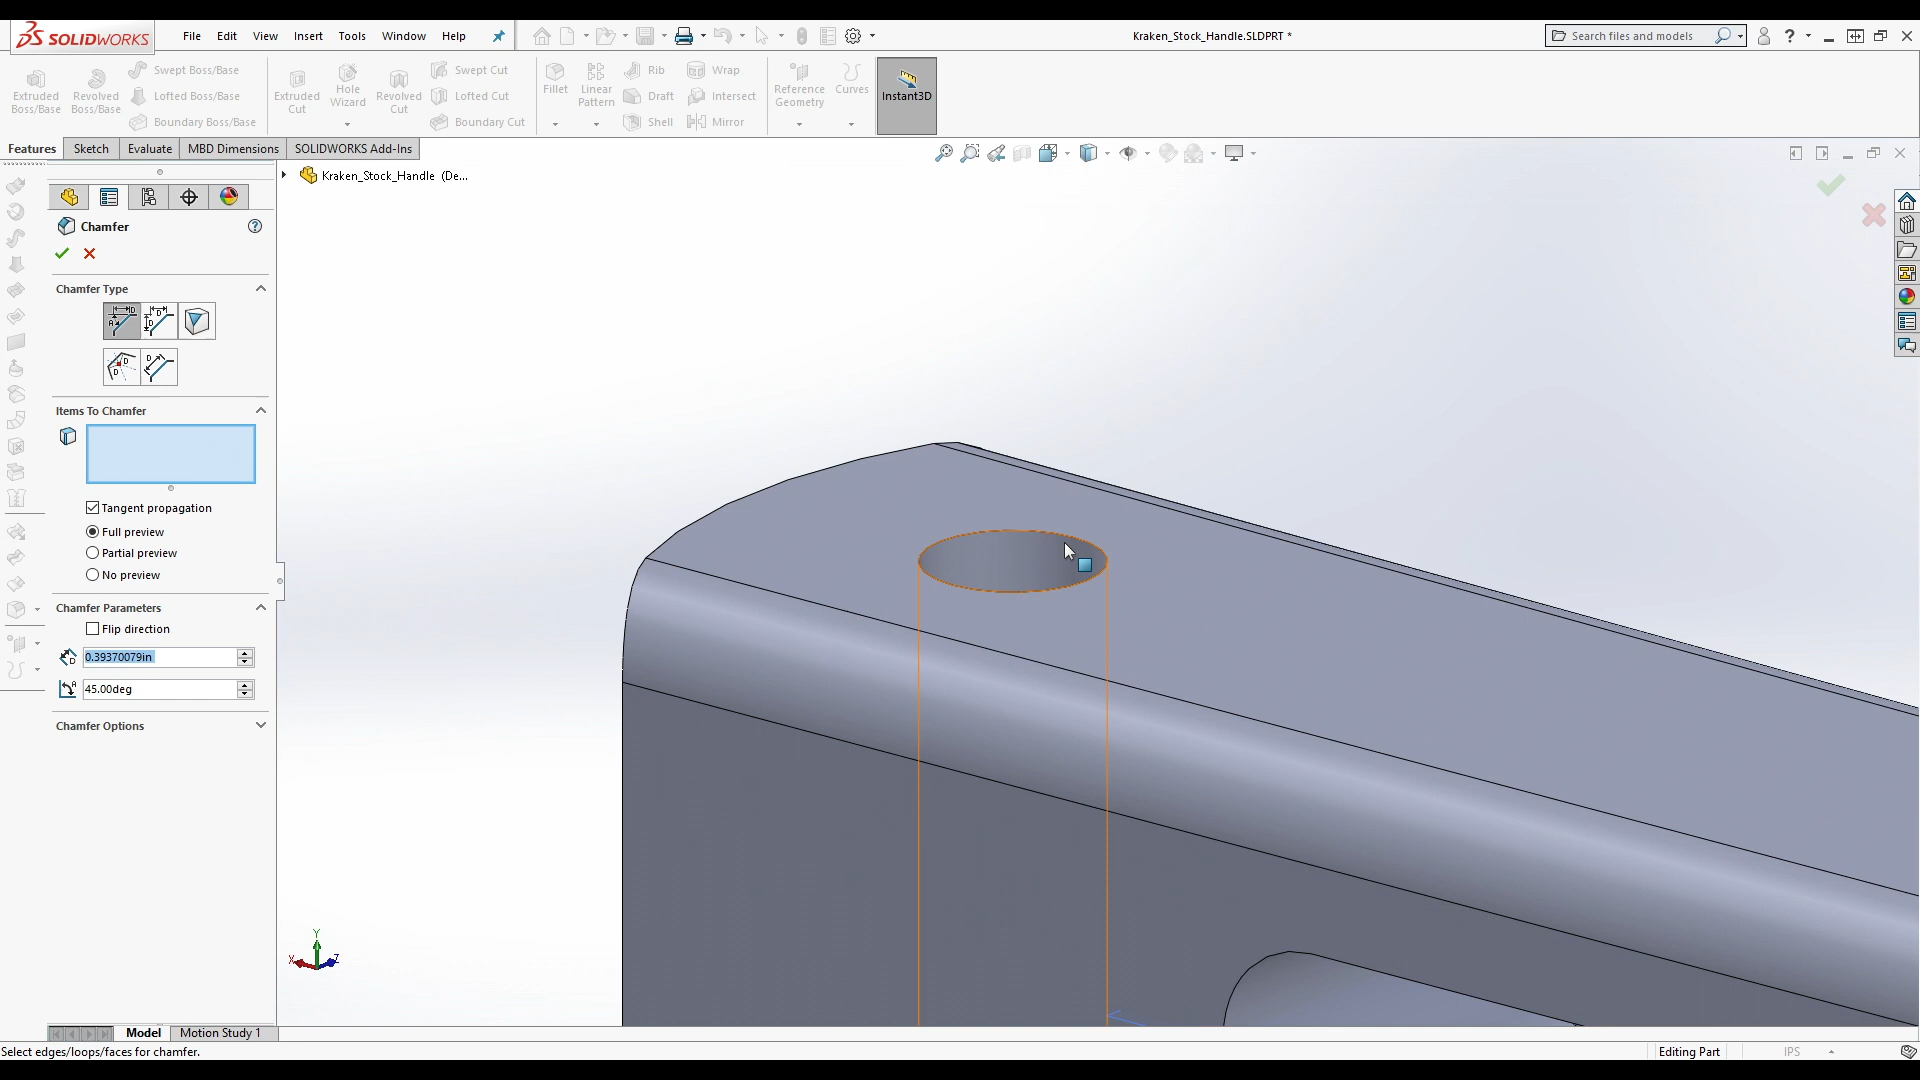 SOLIDWORKS File Edit View Insert Tools Window Help Kraken_Stock_Handle.SLDPRT * Search files and models ?
Extruded Boss/Base
Revolved Boss/Base
Swept Boss/Base
Lofted Boss/Base
Boundary Boss/Base
Extruded Cut
Hole Wizard
Revolved Cut
Swept Cut
Lofted Cut
Boundary Cut
Fillet
Linear Pattern
Rib
Draft
Shell
Wrap
Intersect
Mirror
Reference Geometry
Curves
Instant3D
Features Sketch Evaluate MBD Dimensions SOLIDWORKS Add-Ins
Kraken_Stock_Handle (De...
Chamfer ?
Chamfer Type
D A D D
D D D
Items To Chamfer
Tangent propagation
Full preview
Partial preview
No preview
Chamfer Parameters
Flip direction
D 0.39370079in
A 45.00deg
Chamfer Options
Y
X Z
Model Motion Study 1
Select edges/loops/faces for chamfer. Editing Part IPS